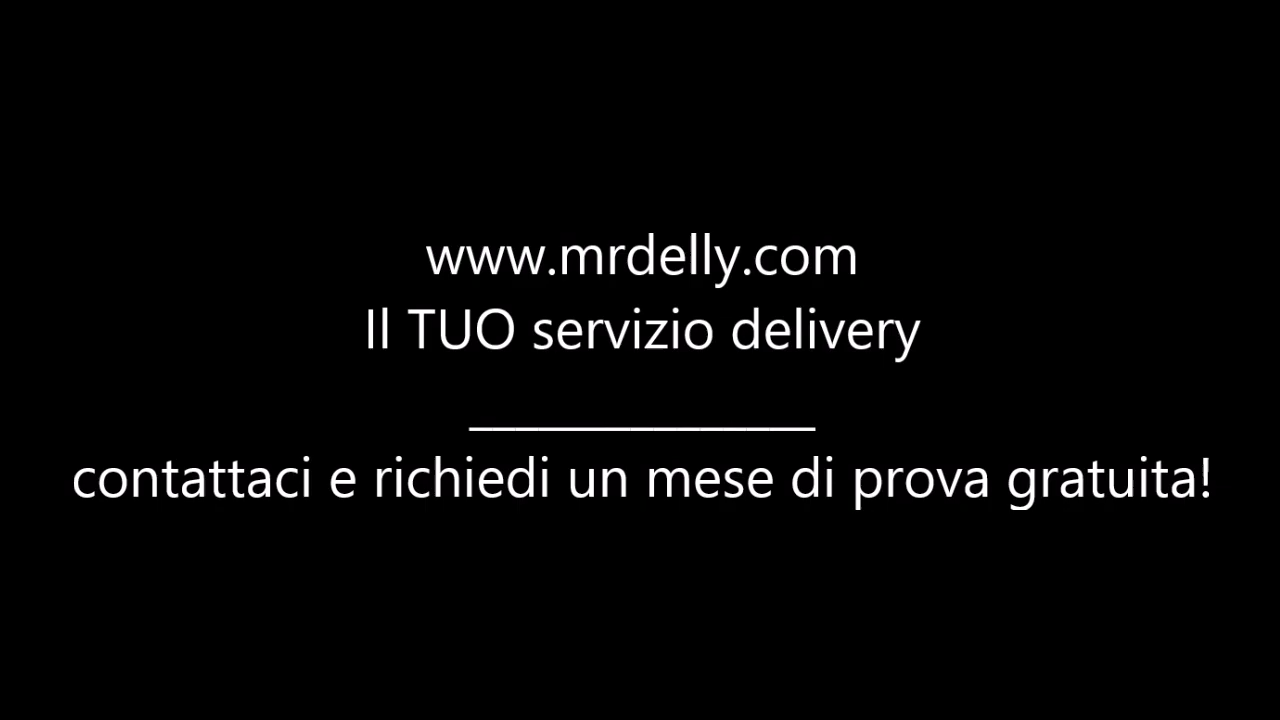 www.mrdelly.com
Il TUO servizio delivery
_______________
contattaci e richiedi un mese di prova gratuita!